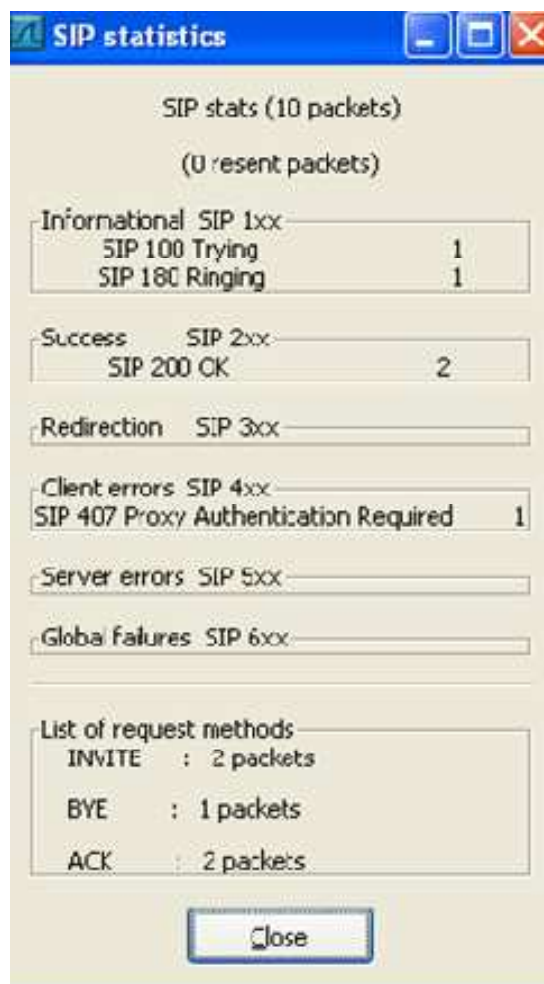 SIP statistics
SIP stats (10 packets)
(0 resent packets)
Informational SIP 1xx
SIP 100 Trying 1
SIP 180 Ringing 1
Success SIP 2xx
SIP 200 OK 2
Redirection SIP 3xx
Client errors SIP 4xx
SIP 407 Proxy Authentication Required 1
Server errors SIP 5xx
Global failures SIP 6xx
List of request methods
INVITE : 2 packets
BYE : 1 packets
ACK : 2 packets
Close